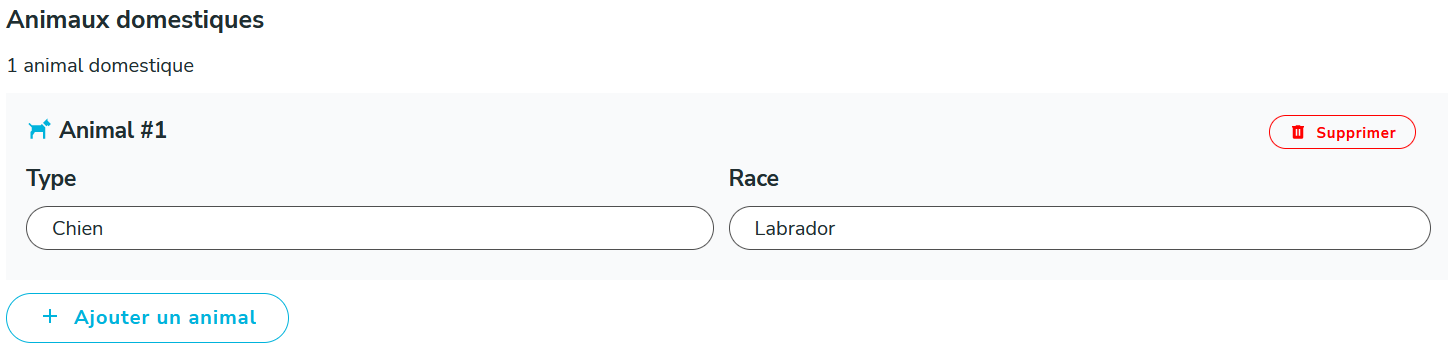 Animaux domestiques
1 animal domestique
Animal #1
Supprimer
Type
Race
Chien
Labrador
+ Ajouter un animal